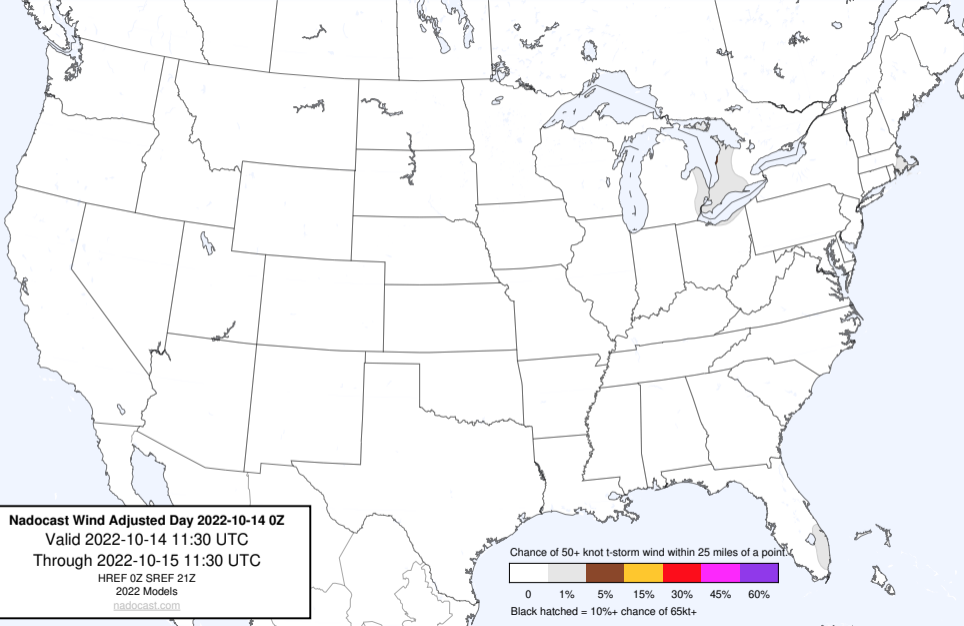 Nadocast Wind Adjusted Day 2022-10-14 0Z
Valid 2022-10-14 11:30 UTC
Through 2022-10-15 11:30 UTC
HREF 0Z SREF 21Z
2022 Models
nadocast.com
Chance of 50+ knot t-storm wind within 25 miles of a point.
0 1% 5% 15% 30% 45% 60%
Black hatched = 10%+ chance of 65kt+